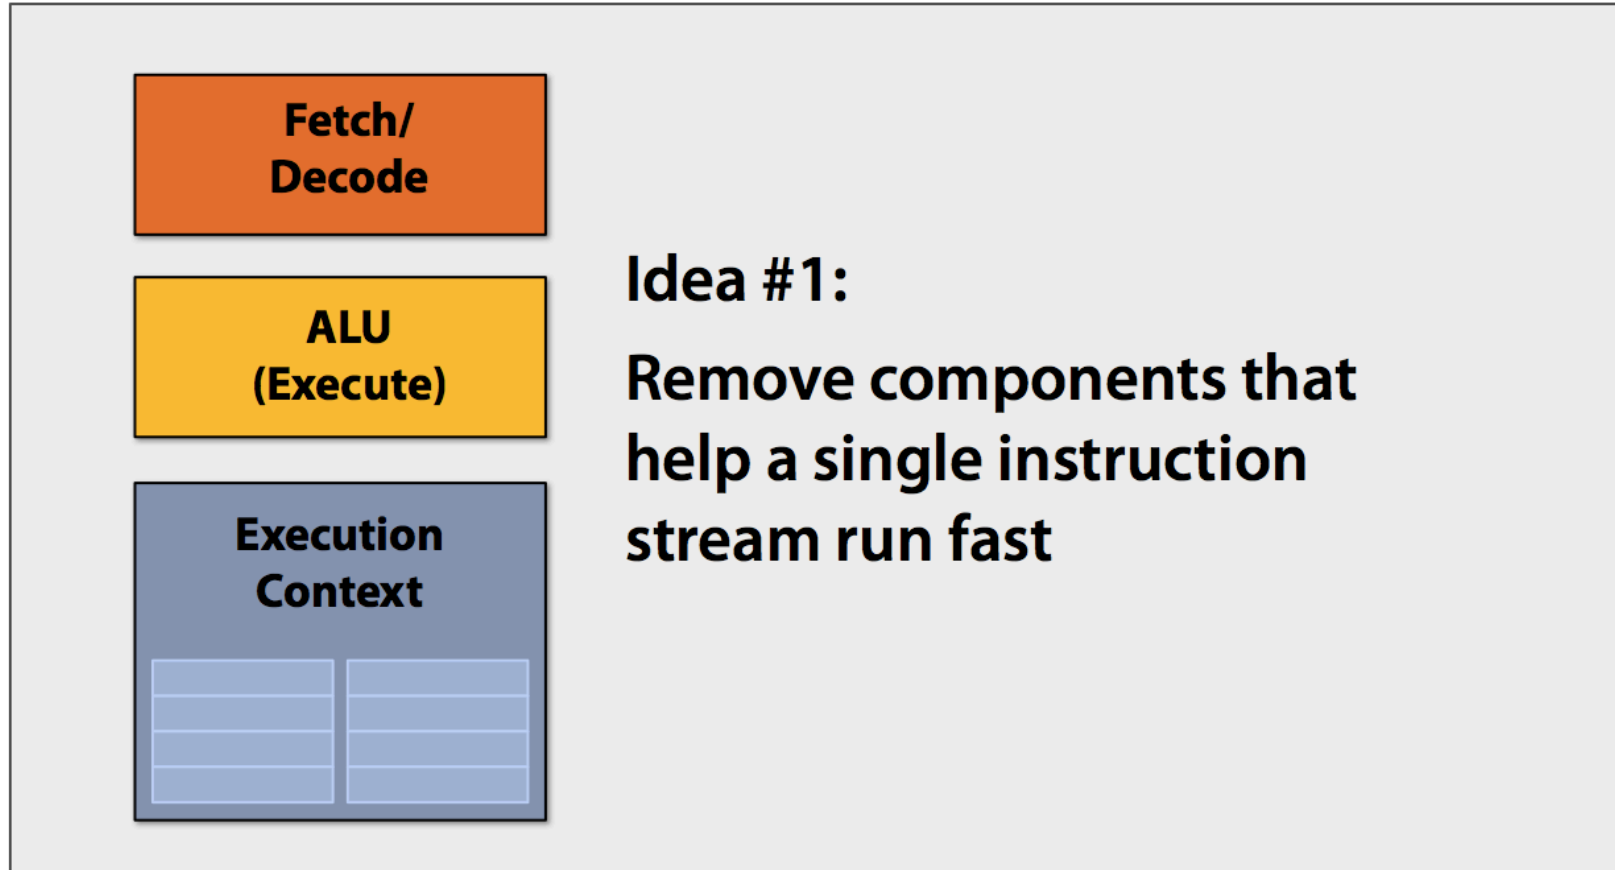 Fetch/
Decode
ALU
(Execute)
Execution
Context
Idea #1:
Remove components that
help a single instruction
stream run fast